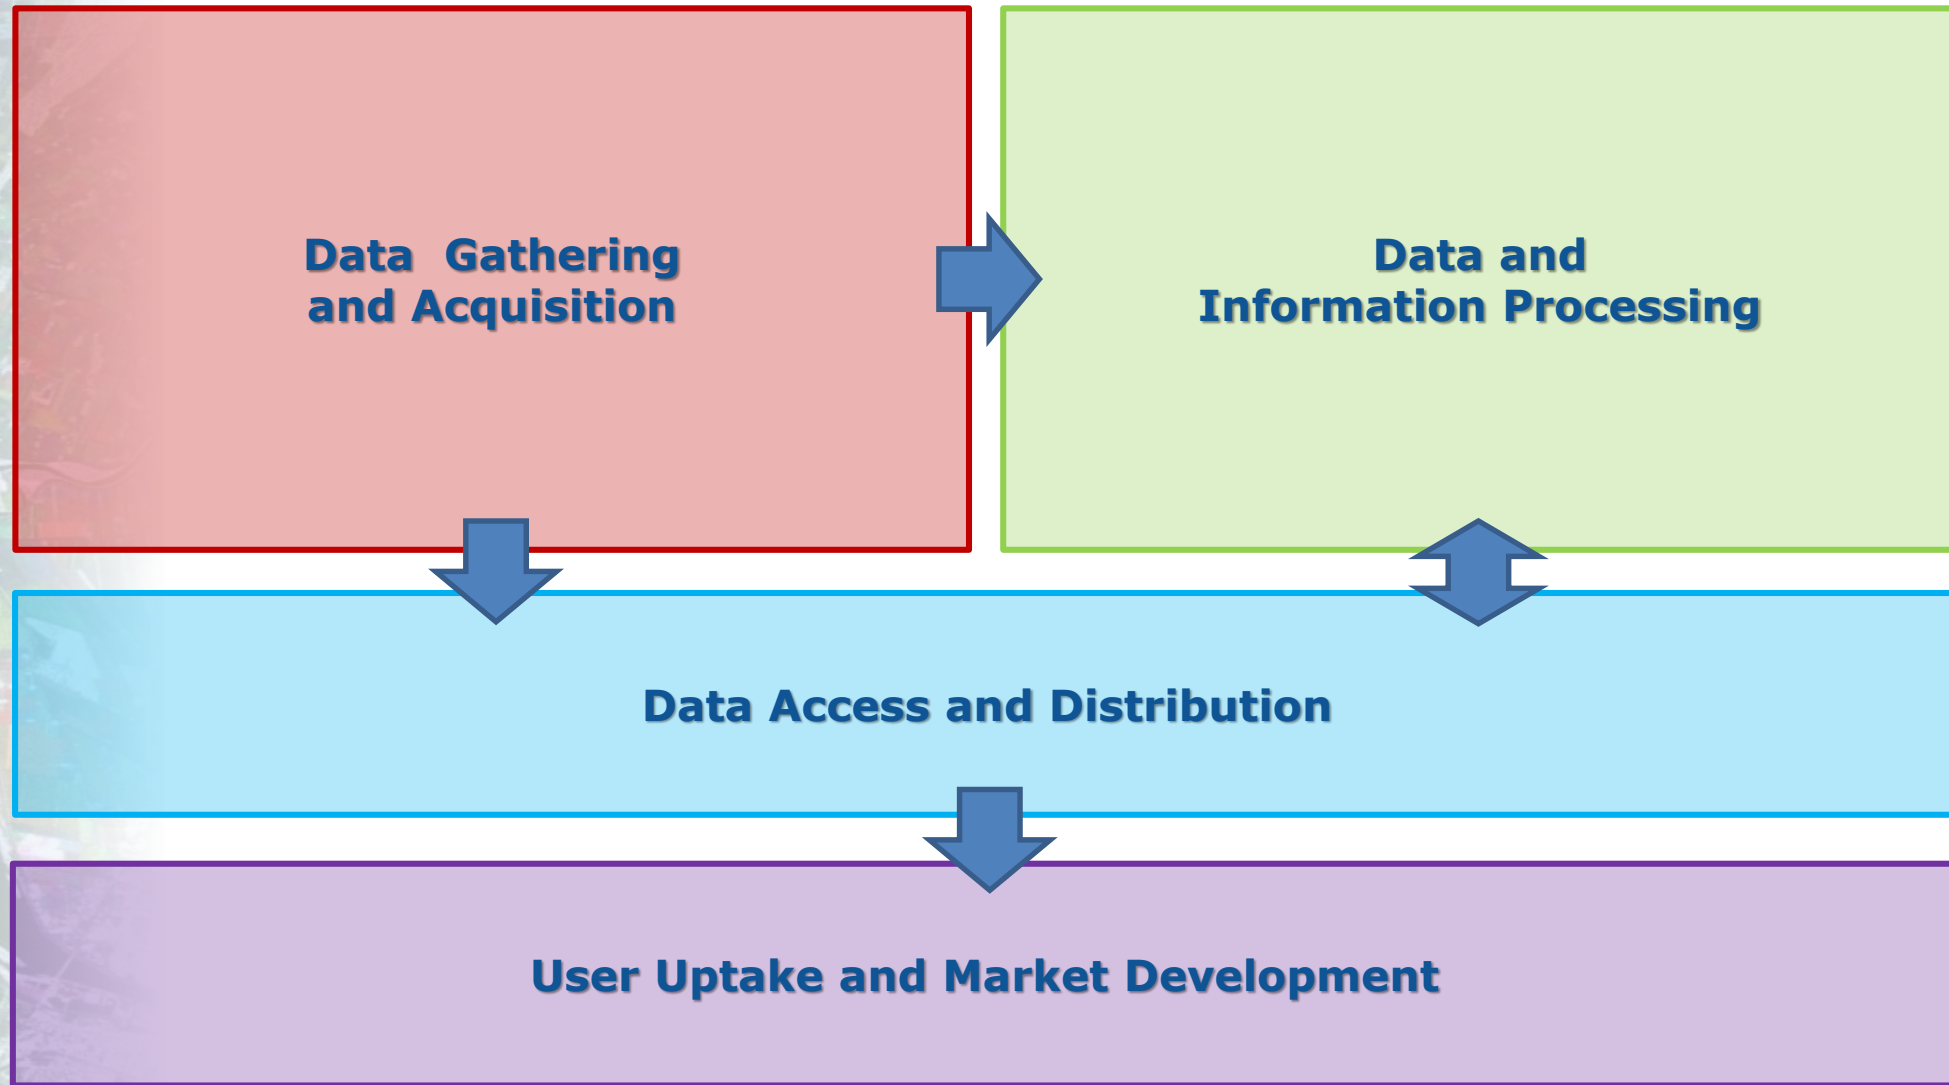 Data  Gathering
and Acquisition
Data and
Information Processing
Data Access and Distribution
User Uptake and Market Development